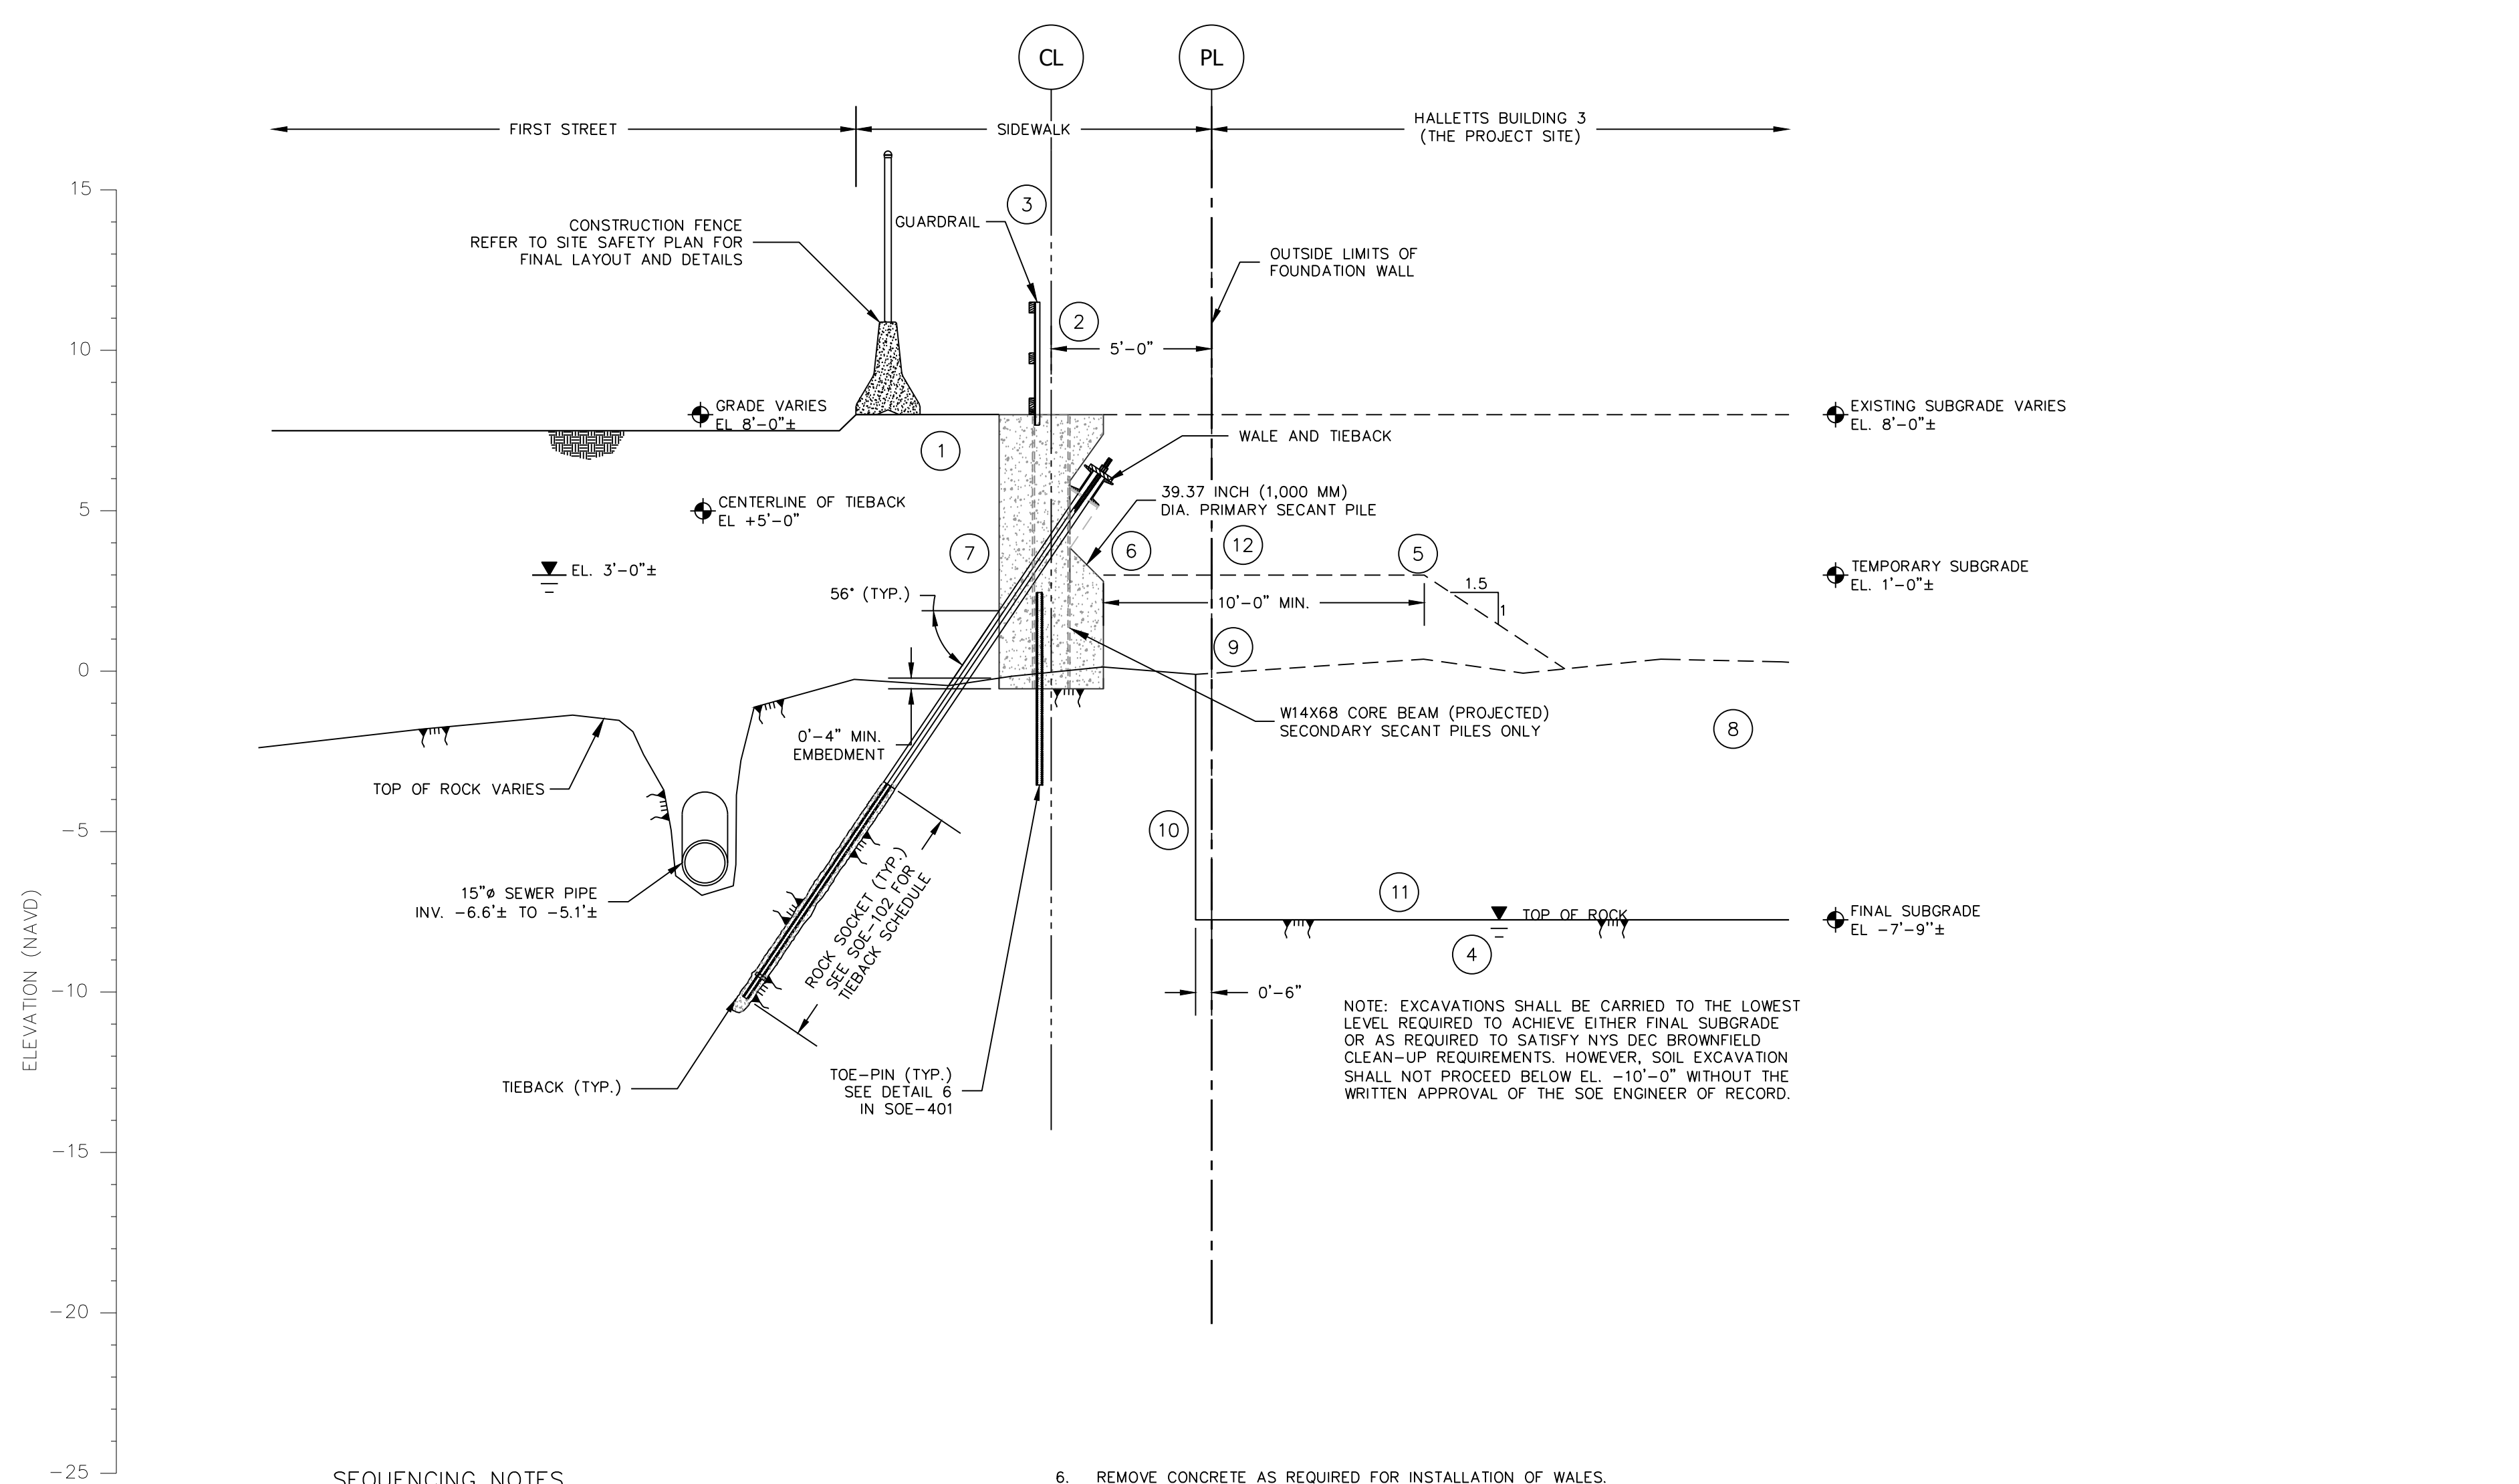 CL
PL
FIRST STREET
SIDEWALK
HALLETTS BUILDING 3
(THE PROJECT SITE)
15
3
GUARDRAIL
CONSTRUCTION FENCE
REFER TO SITE SAFETY PLAN FOR
FINAL LAYOUT AND DETAILS
OUTSIDE LIMITS OF
FOUNDATION WALL
2
10
5'-0"
GRADE VARIES
EL 8'-0"±
EXISTING SUBGRADE VARIES
EL. 8'-0"±
1
WALE AND TIEBACK
5
CENTERLINE OF TIEBACK
EL +5'-0"
39.37 INCH (1,000 MM)
DIA. PRIMARY SECANT PILE
7
6
12
5
EL. 3'-0"±
TEMPORARY SUBGRADE
EL. 1'-0"±
56° (TYP.)
1.5
1
10'-0" MIN.
9
0
W14X68 CORE BEAM (PROJECTED)
SECONDARY SECANT PILES ONLY
8
0'-4" MIN.
EMBEDMENT
TOP OF ROCK VARIES
-5
10
ROCK SOCKET (TYP.)
SEE SOE-102 FOR
TIEBACK SCHEDULE
15"ø SEWER PIPE
INV. -6.6'± TO -5.1'±
11
TOP OF ROCK
FINAL SUBGRADE
EL -7'-9"±
4
ELEVATION (NAVD)
-10
0'-6"
NOTE: EXCAVATIONS SHALL BE CARRIED TO THE LOWEST
LEVEL REQUIRED TO ACHIEVE EITHER FINAL SUBGRADE
OR AS REQUIRED TO SATISFY NYS DEC BROWNFIELD
CLEAN-UP REQUIREMENTS. HOWEVER, SOIL EXCAVATION
SHALL NOT PROCEED BELOW EL. -10'-0" WITHOUT THE
WRITTEN APPROVAL OF THE SOE ENGINEER OF RECORD.
TIEBACK (TYP.)
TOE-PIN (TYP.)
SEE DETAIL 6
IN SOE-401
-15
-20
-25
SEQUENCING NOTES
6. REMOVE CONCRETE AS REQUIRED FOR INSTALLATION OF WALES.